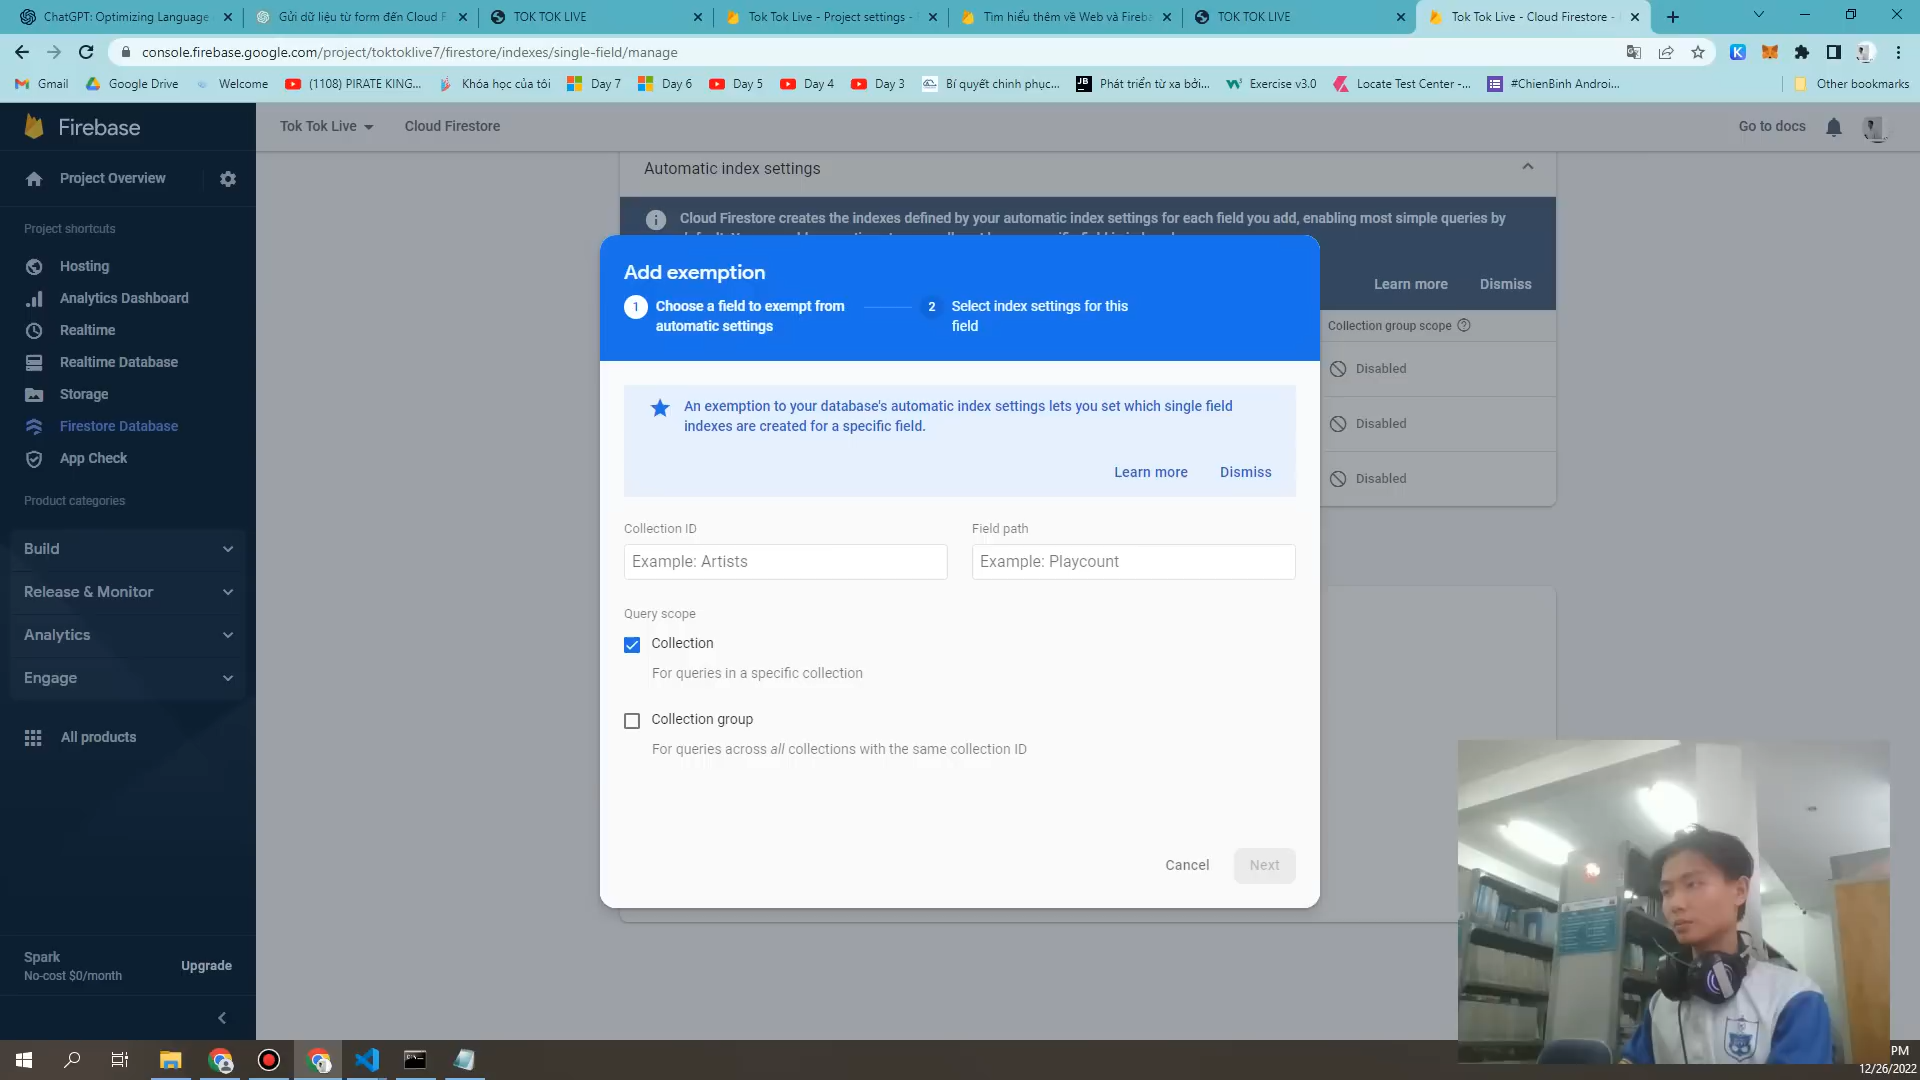 ChatGPT: Optimizing Language
Gửi dữ liệu từ form đến Cloud F
TOK TOK LIVE
Tok Tok Live - Project settings -
Tìm hiểu thêm về Web và Fireba
TOK TOK LIVE
Tok Tok Live - Cloud Firestore -
console.firebase.google.com/project/toktoklive7/firestore/indexes/single-field/manage
Gmail
Google Drive
Welcome
(1108) PIRATE KING...
Khóa học của tôi
Day 7
Day 6
Day 5
Day 4
Day 3
Bí quyết chinh phục...
Phát triển từ xa bởi...
Exercise v3.0
Locate Test Center -...
#ChienBinh Androi...
Other bookmarks
Firebase
Tok Tok Live
Cloud Firestore
Go to docs
Project Overview
Project shortcuts
Hosting
Analytics Dashboard
Realtime
Realtime Database
Storage
Firestore Database
App Check
Product categories
Build
Release & Monitor
Analytics
Engage
All products
Spark
No-cost $0/month
Upgrade
Automatic index settings
Cloud Firestore creates the indexes defined by your automatic index settings for each field you add, enabling most simple queries by
Learn more
Dismiss
Collection group scope
Disabled
Disabled
Disabled
Add exemption
1
Choose a field to exempt from
automatic settings
2
Select index settings for this
field
An exemption to your database's automatic index settings lets you set which single field
indexes are created for a specific field.
Learn more
Dismiss
Collection ID
Field path
Example: Artists
Example: Playcount
Query scope
Collection
For queries in a specific collection
Collection group
For queries across all collections with the same collection ID
Cancel
Next
PM
12/26/2022